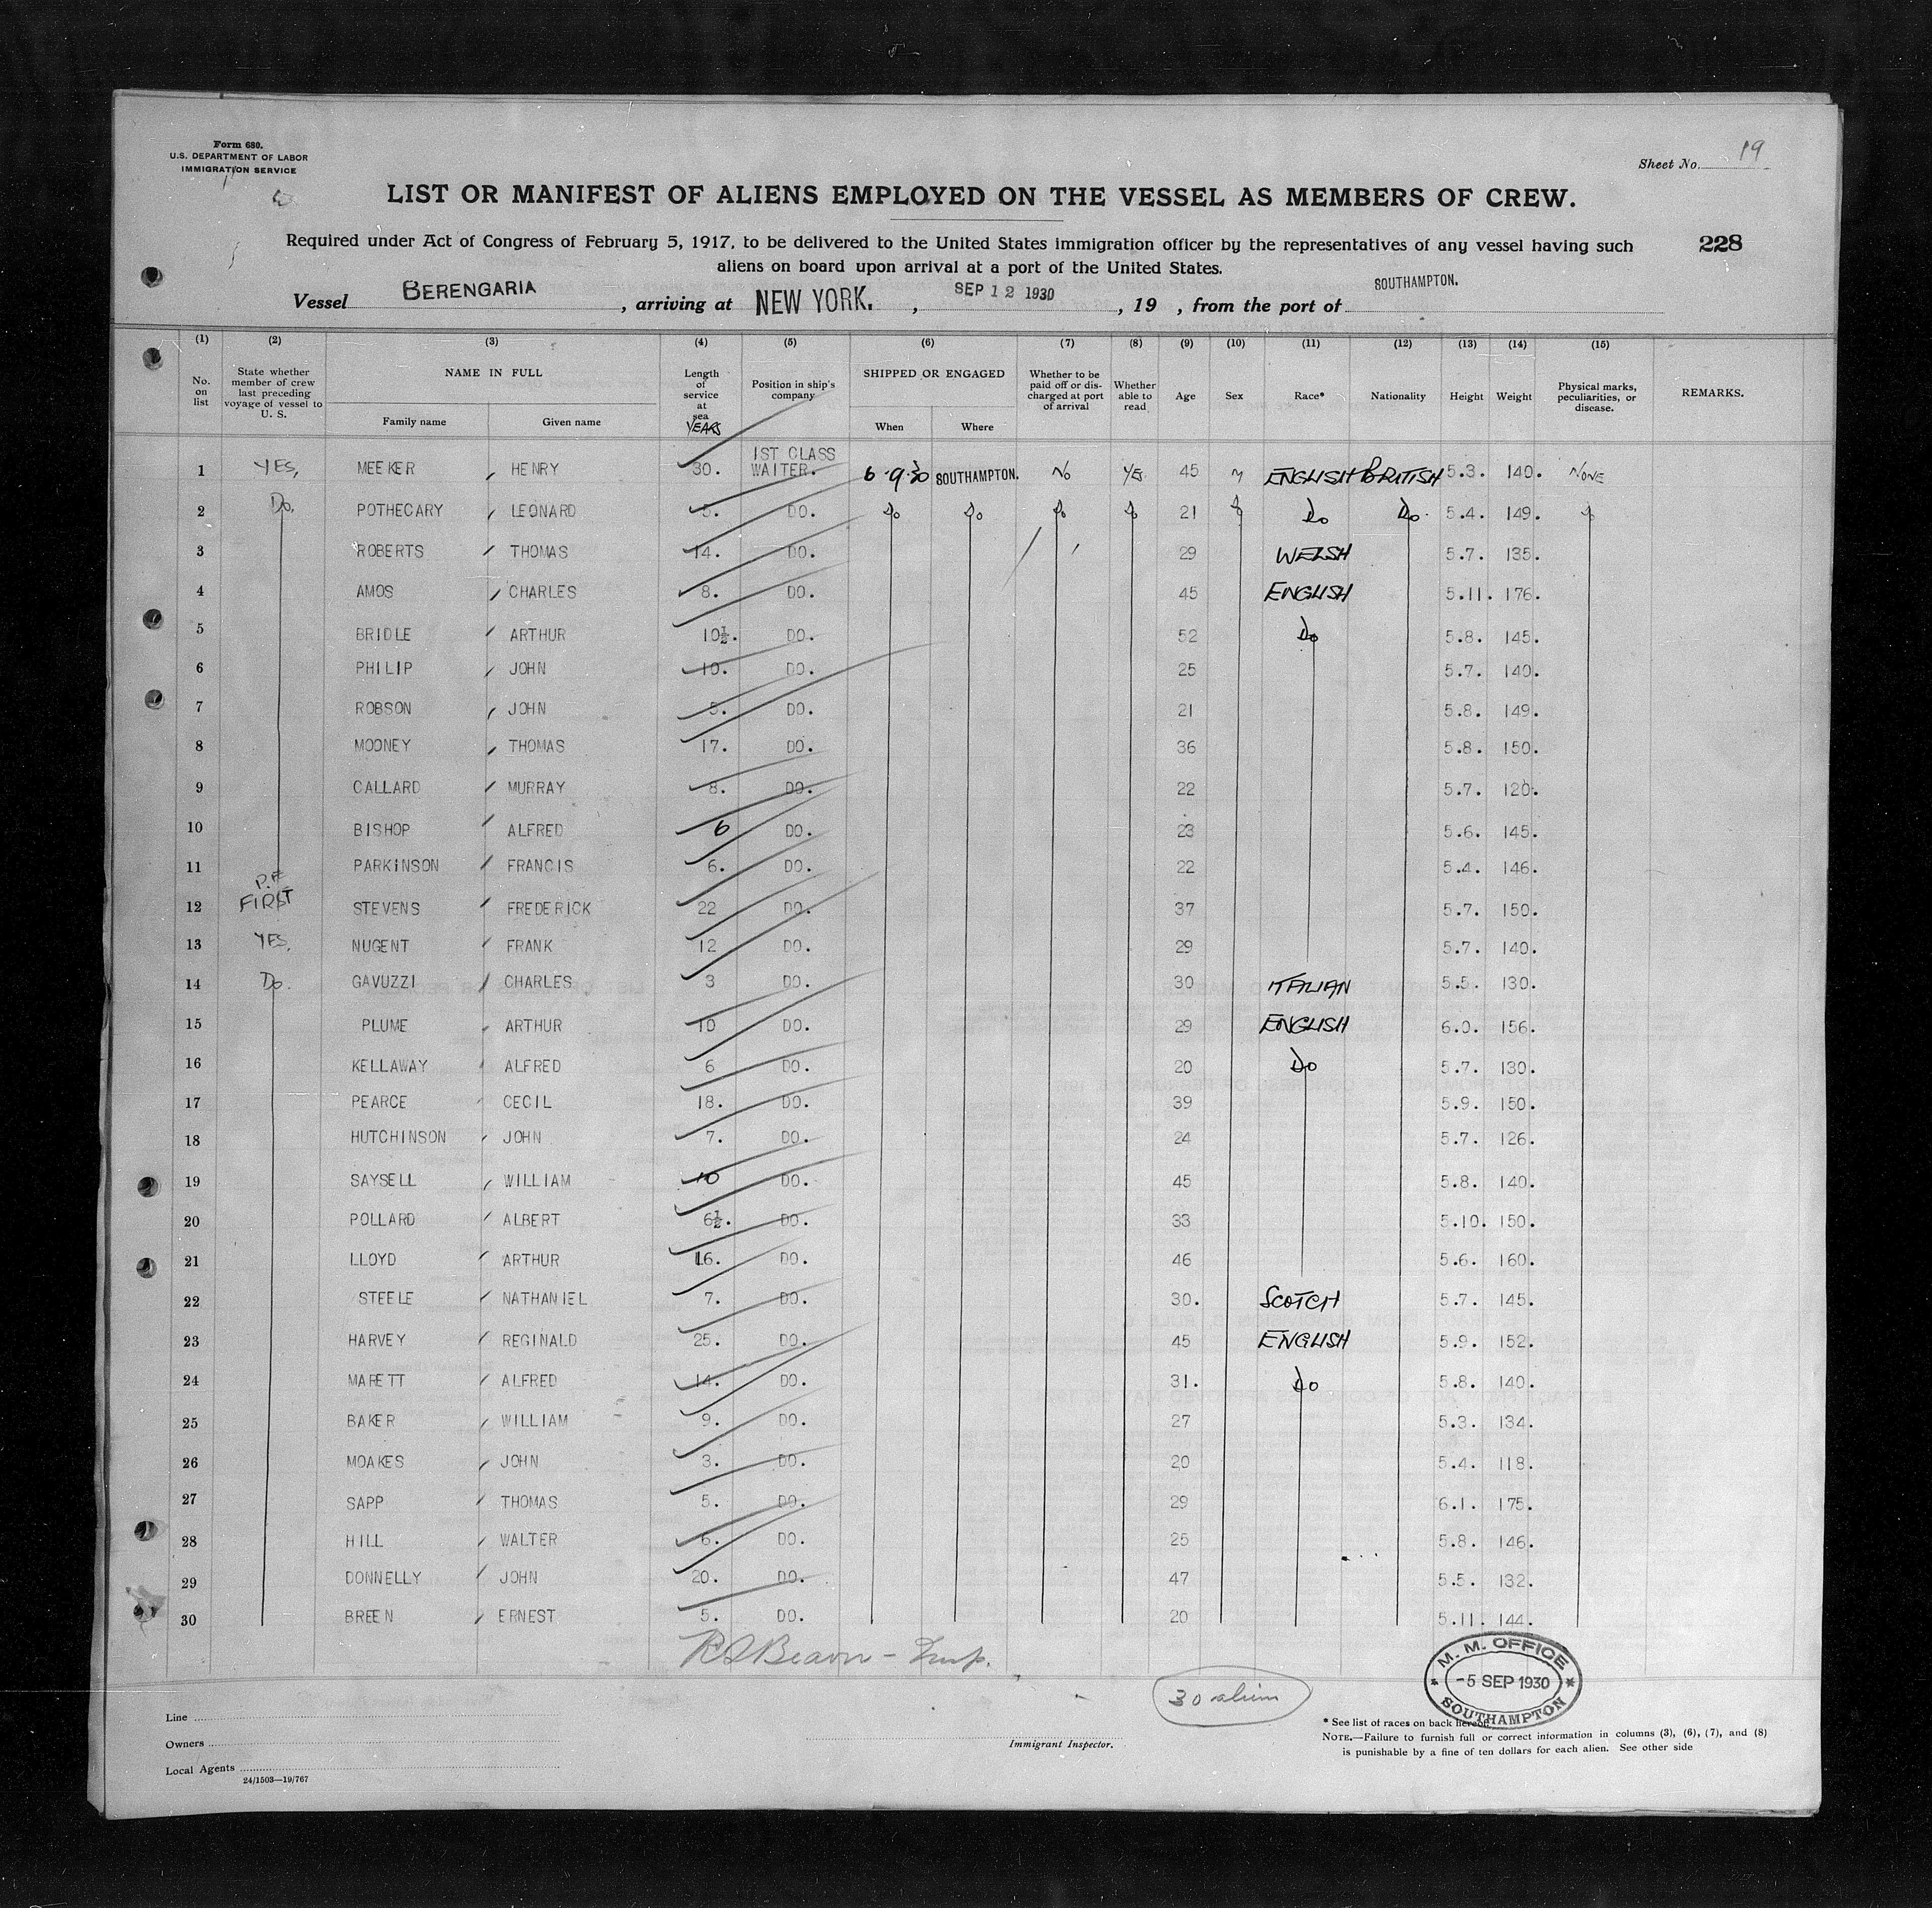 Form 680.
U.S. DEPARTMENT OF LABOR
IMMIGRATION SERVICE
Sheet No. 19
LIST OR MANIFEST OF ALIENS EMPLOYED ON THE VESSEL AS MEMBERS OF CREW.
Required under Act of Congress of February 5, 1917, to be delivered to the United States immigration officer by the representatives of any vessel having such
228
aliens on board upon arrival at a port of the United States.
Vessel BERENGARIA, arriving at NEW YORK., SEP 12 1930, 19 , from the port of SOUTHAMPTON.
(1) (2) (3) (4) (5) (6) (7) (8) (9) (10) (11) (12) (13) (14) (15)
No. on list State whether member of crew last preceding voyage of vessel to U. S. NAME IN FULL Family name Given name Length of service at sea YEARS Position in ship's company SHIPPED OR ENGAGED When Where Whether to be paid off or discharged at port of arrival Whether able to read Age Sex Race* Nationality Height Weight Physical marks, peculiarities, or disease. REMARKS.
1 YES, MEEKER HENRY 30. 1ST CLASS WAITER. 6.9.30 SOUTHAMPTON. No YES 45 M ENGLISH BRITISH 5.3. 140. NONE
2 Do. POTHECARY LEONARD 5. DO. Do Do Do Do 21 Do Do Do. 5.4. 149. Do
3 ROBERTS THOMAS 14. DO. 29 WELSH 5.7. 135.
4 AMOS CHARLES 8. DO. 45 ENGLISH 5.11. 176.
5 BRIDLE ARTHUR 10½. DO. 52 Do 5.8. 145.
6 PHILIP JOHN 10. DO. 25 5.7. 140.
7 ROBSON JOHN 5. DO. 21 5.8. 149.
8 MOONEY THOMAS 17. DO. 36 5.8. 150.
9 CALLARD MURRAY 8. DO. 22 5.7. 120.
10 BISHOP ALFRED 6 DO. 23 5.6. 145.
11 PARKINSON FRANCIS 6. DO. 22 5.4. 146.
12 P.F. FIRST STEVENS FREDERICK 22 DO. 37 5.7. 150.
13 YES. NUGENT FRANK 12 DO. 29 5.7. 140.
14 Do. GAVUZZI CHARLES 3 DO. 30 ITALIAN 5.5. 130.
15 PLUME ARTHUR 10 DO. 29 ENGLISH 6.0. 156.
16 KELLAWAY ALFRED 6 DO. 20 Do 5.7. 130.
17 PEARCE CECIL 18. DO. 39 5.9. 150.
18 HUTCHINSON JOHN 7. DO. 24 5.7. 126.
19 SAYSELL WILLIAM 10 DO. 45 5.8. 140.
20 POLLARD ALBERT 6½. DO. 33 5.10. 150.
21 LLOYD ARTHUR 16. DO. 46 5.6. 160.
22 STEELE NATHANIEL 7. DO. 30. SCOTCH 5.7. 145.
23 HARVEY REGINALD 25. DO. 45 ENGLISH 5.9. 152.
24 MARETT ALFRED 14. DO. 31. Do 5.8. 140.
25 BAKER WILLIAM 9. DO. 27 5.3. 134.
26 MOAKES JOHN 3. DO. 20 5.4. 118.
27 SAPP THOMAS 5. DO. 29 6.1. 175.
28 HILL WALTER 6. DO. 25 5.8. 146.
29 DONNELLY JOHN 20. DO. 47 5.5. 132.
30 BREEN ERNEST 5. DO. 20 5.11. 144.
M. M. OFFICE
-5 SEP 1930
SOUTHAMPTON
Line
Owners
Local Agents
24/1503—19/767
Immigrant Inspector.
* See list of races on back hereof.
NOTE.—Failure to furnish full or correct information in columns (3), (6), (7), and (8)
is punishable by a fine of ten dollars for each alien. See other side